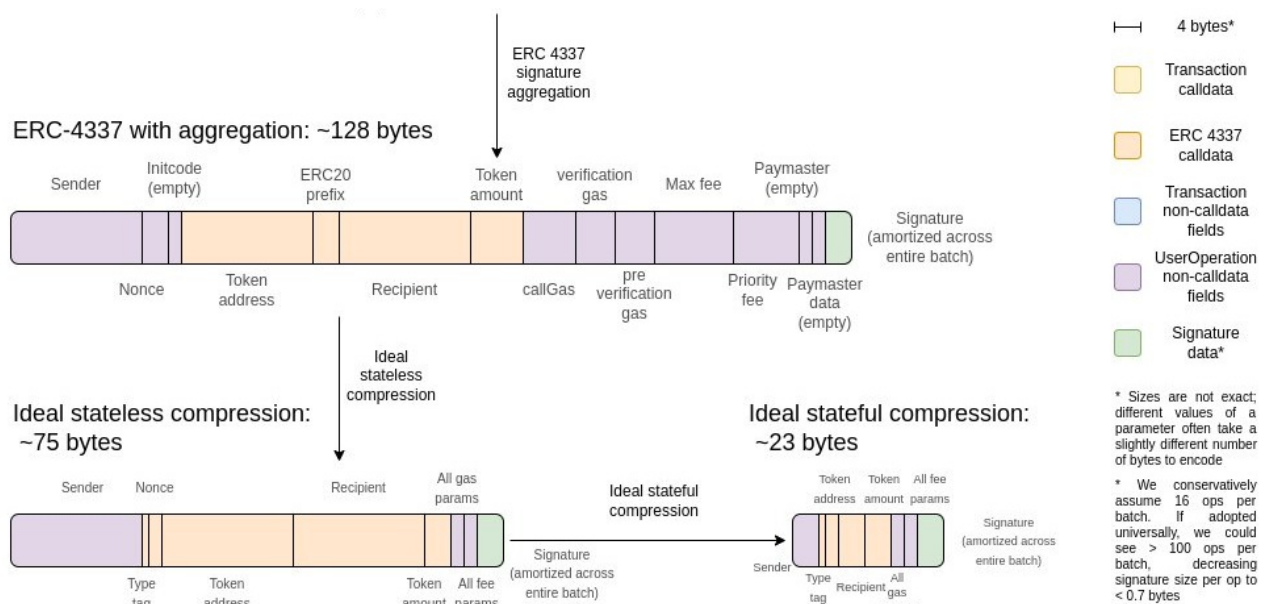 ERC 4337
signature
aggregation
ERC-4337 with aggregation: ~128 bytes
Sender
Initcode
(empty)
ERC20
prefix
Token
amount
verification
gas
Max fee
Paymaster
(empty)
Signature
(amortized across
entire batch)
Nonce
Token
address
Recipient
callGas
pre
verification
gas
Priority
fee
Paymaster
data
(empty)
Ideal
stateless
compression
Ideal stateless compression:
~75 bytes
Sender
Nonce
Recipient
All gas
params
Type
tag
Token
address
Token
amount
All fee
params
Signature
(amortized across
entire batch)
Ideal stateful
compression
Ideal stateful compression:
~23 bytes
Token
address
Token
amount
All fee
params
Sender
Type
tag
Recipient
All
gas
Signature
(amortized across
entire batch)
4 bytes*
Transaction
calldata
ERC 4337
calldata
Transaction
non-calldata
fields
UserOperation
non-calldata
fields
Signature
data*
* Sizes are not exact;
different values of a
parameter often take a
slightly different number
of bytes to encode
* We conservatively
assume 16 ops per
batch. If adopted
universally, we could
see > 100 ops per
batch, decreasing
signature size per op to
< 0.7 bytes